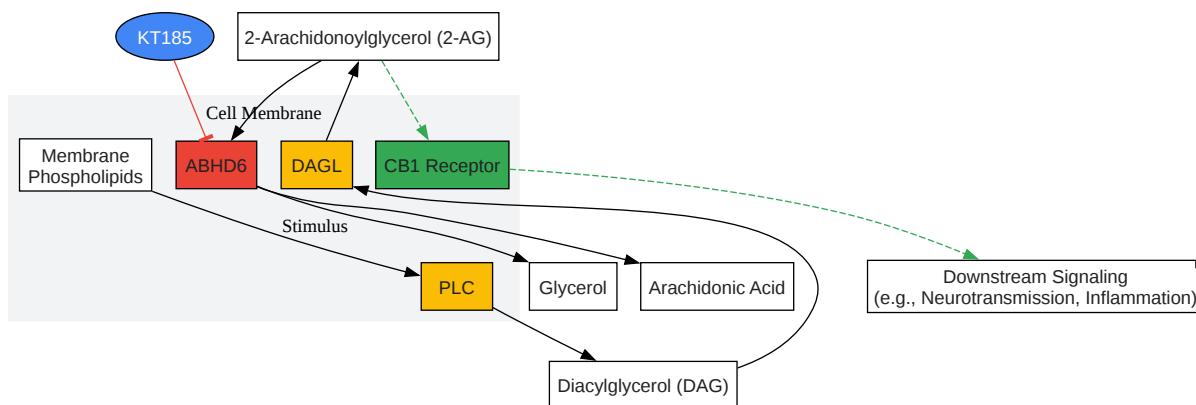 KT185
2-Arachidonoylglycerol (2-AG)
Cell Membrane
Membrane
Phospholipids
ABHD6
DAGL
CB1 Receptor
Stimulus
PLC
Glycerol
Arachidonic Acid
Downstream Signaling
(e.g., Neurotransmission, Inflammation)
Diacylglycerol (DAG)